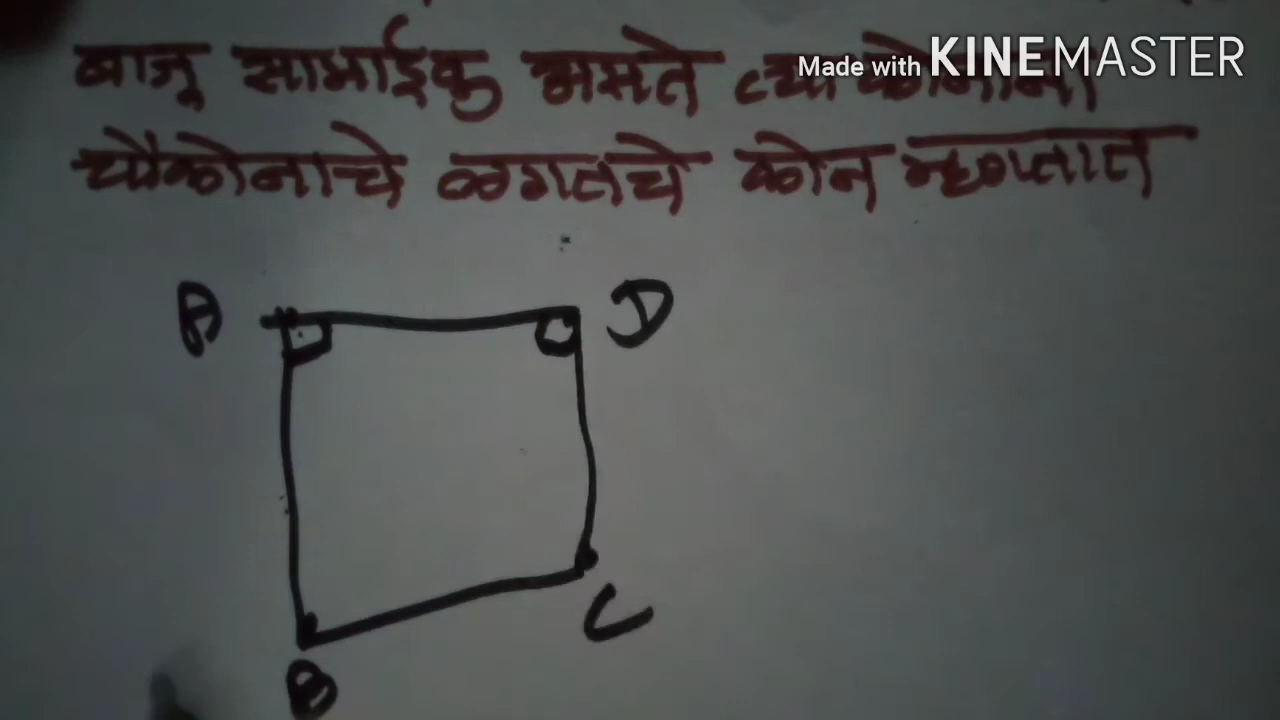 बाजू सामाईक असते त्या कोनांना
Made with KINEMASTER
चौकोनाचे लगतचे कोन म्हणतात
A
D
C
B